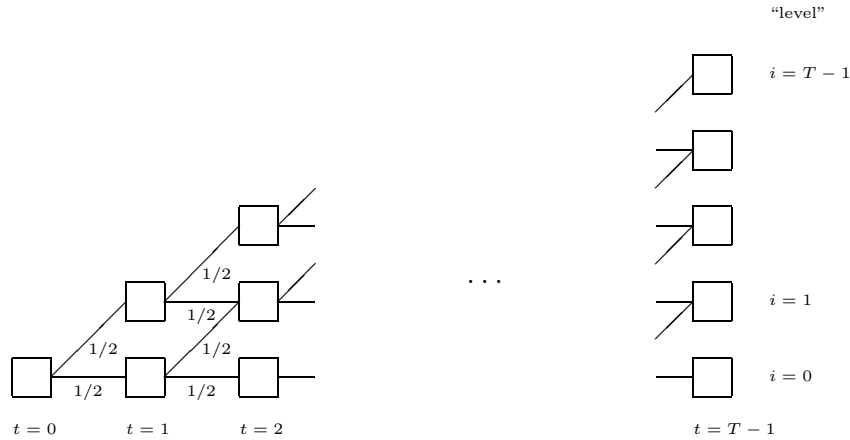 “level”
i = T − 1
1/2
. . .
1/2
i = 1
1/2
1/2
1/2
1/2
i = 0
t = 0
t = 1
t = 2
t = T − 1